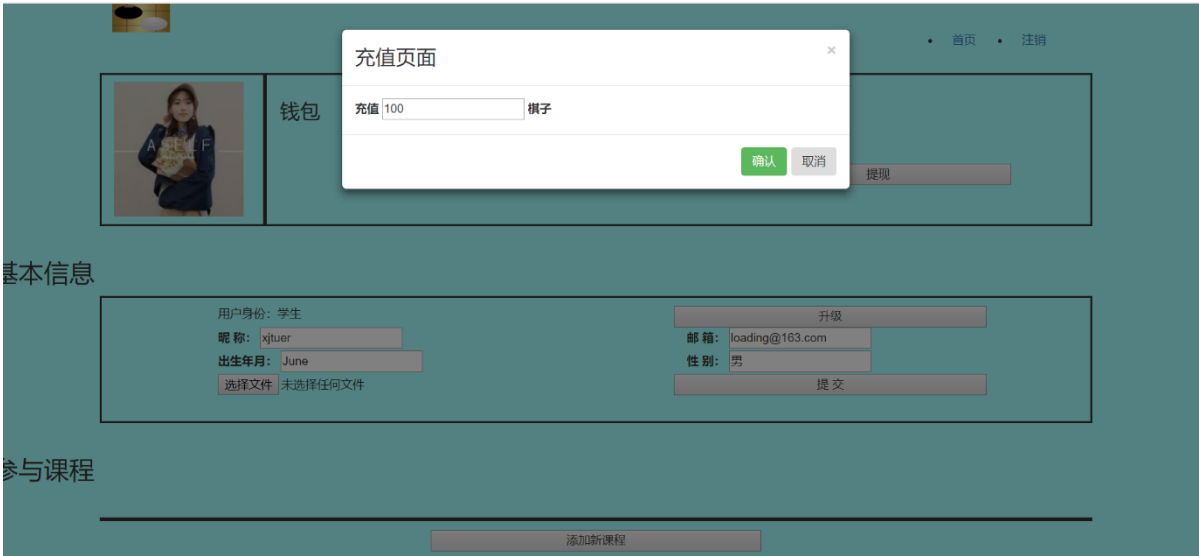 首页
注销
充值页面
×
充值 100 棋子
确认 取消
ASELF
钱包
提现
基本信息
用户身份：学生
升级
昵 称： xjtuer
邮 箱： loading@163.com
出生年月： June
性 别： 男
选择文件 未选择任何文件
提 交
参与课程
添加新课程